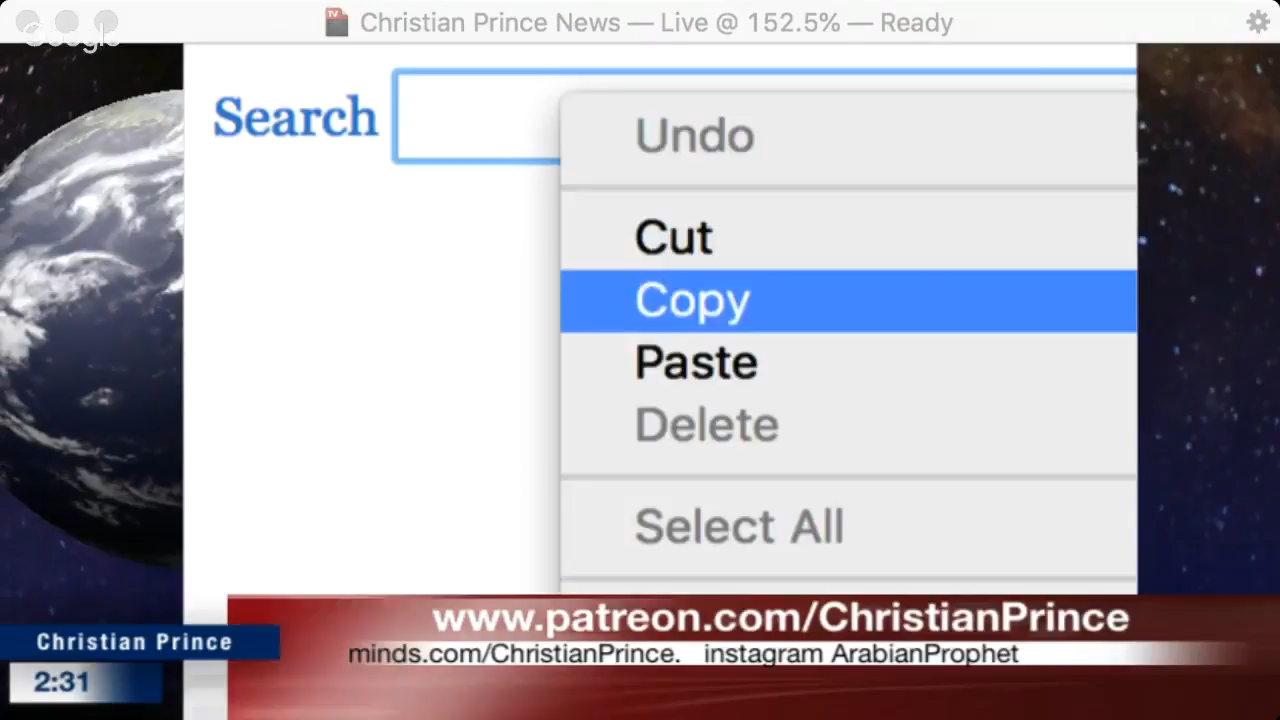 Christian Prince News — Live @ 152.5% — Ready
Google
Search
Undo
Cut
Copy
Paste
Delete
Select All
www.patreon.com/ChristianPrince
Christian Prince
minds.com/ChristianPrince. instagram ArabianProphet
2:31